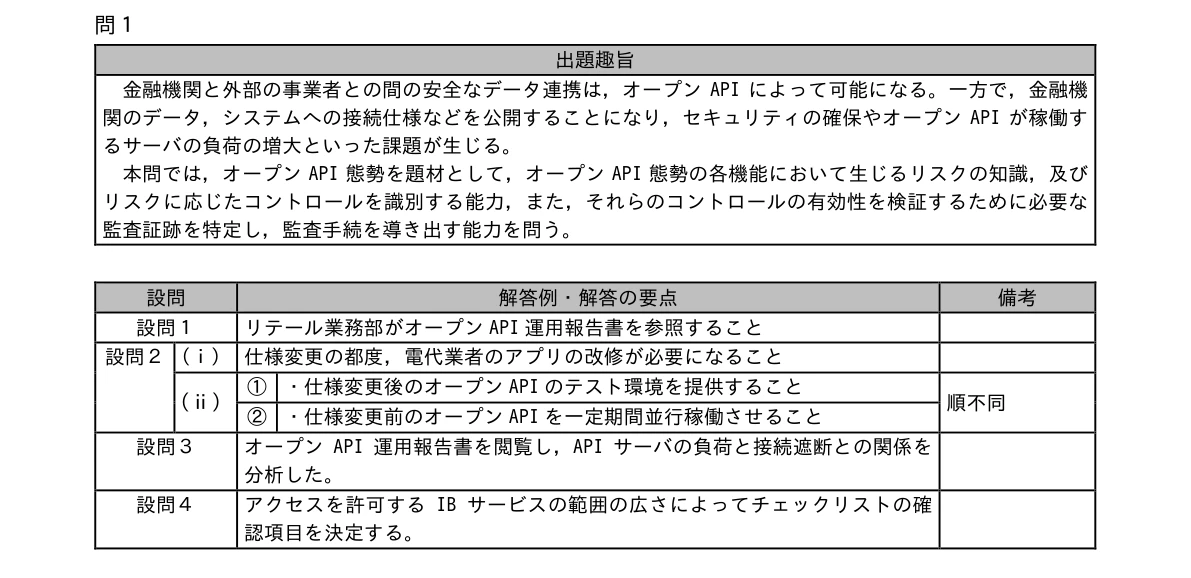 問1
出題趣旨
金融機関と外部の事業者との間の安全なデータ連携は，オープン API によって可能になる。一方で，金融機
関のデータ，システムへの接続仕様などを公開することになり，セキュリティの確保やオープン API が稼働す
るサーバの負荷の増大といった課題が生じる。
本問では，オープン API 態勢を題材として，オープン API 態勢の各機能において生じるリスクの知識，及び
リスクに応じたコントロールを識別する能力，また，それらのコントロールの有効性を検証するために必要な
監査証跡を特定し，監査手続を導き出す能力を問う。
設問 解答例・解答の要点 備考
設問1 リテール業務部がオープン API 運用報告書を参照すること
設問2 (ⅰ) 仕様変更の都度，電代業者のアプリの改修が必要になること
(ⅱ) ① ・仕様変更後のオープン API のテスト環境を提供すること 順不同
② ・仕様変更前のオープン API を一定期間並行稼働させること
設問3 オープン API 運用報告書を閲覧し，API サーバの負荷と接続遮断との関係を
分析した。
設問4 アクセスを許可する IB サービスの範囲の広さによってチェックリストの確
認項目を決定する。